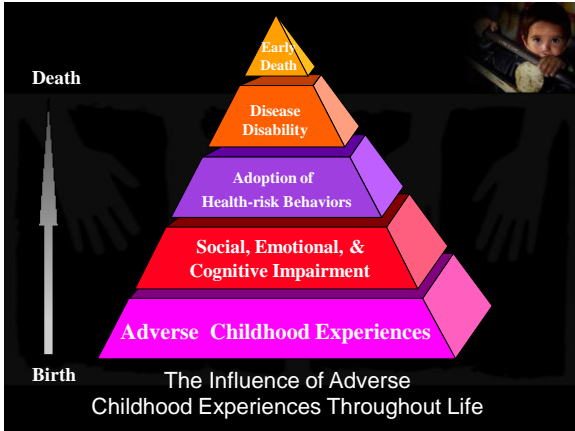 Early
Death
Death
Disease
Disability
Adoption of
Health-risk Behaviors
Social, Emotional, &
Cognitive Impairment
Adverse Childhood Experiences
Birth
The Influence of Adverse
Childhood Experiences Throughout Life